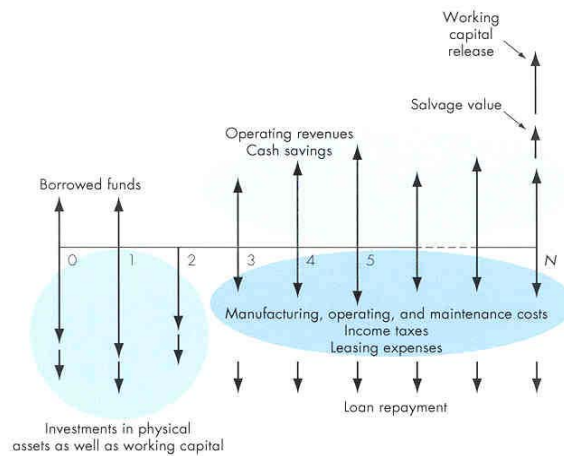 Working
capital
release
Salvage value
Operating revenues
Cash savings
Borrowed funds
0 1 2 3 4 5 N
Manufacturing, operating, and maintenance costs
Income taxes
Leasing expenses
Loan repayment
Investments in physical
assets as well as working capital